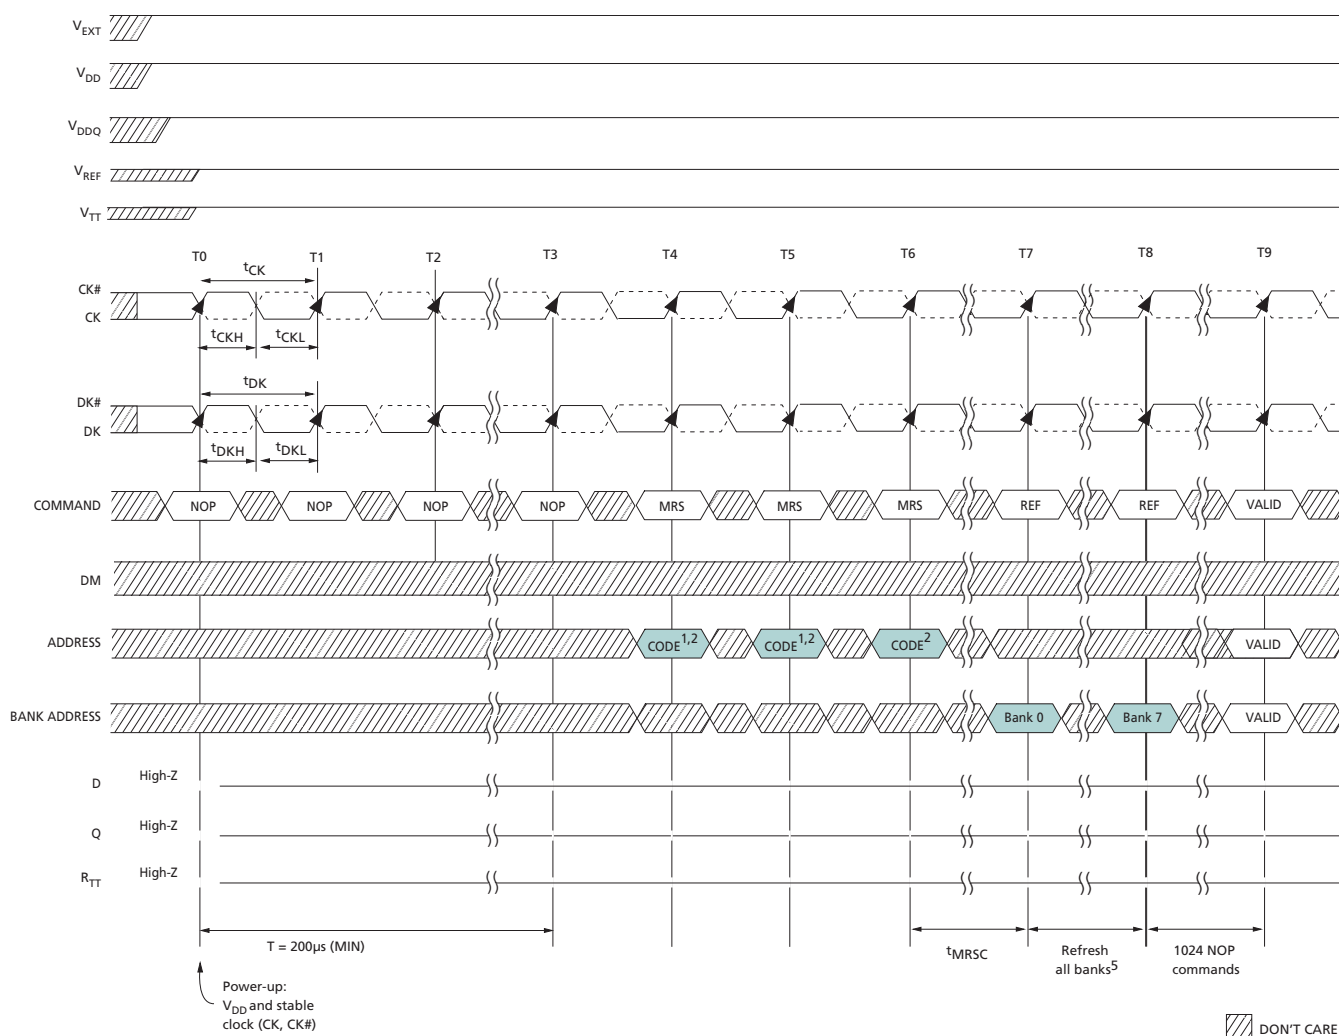 VEXT
VDD
VDDQ
VREF
VTT
T0 T1 T2 T3 T4 T5 T6 T7 T8 T9
tCK
CK#
CK
tCKH tCKL
tDK
DK#
DK
tDKH tDKL
COMMAND NOP NOP NOP NOP MRS MRS MRS REF REF VALID
DM
ADDRESS CODE1,2 CODE1,2 CODE2 VALID
BANK ADDRESS Bank 0 Bank 7 VALID
D High-Z
Q High-Z
RTT High-Z
T = 200µs (MIN)
tMRSC
Refresh
all banks5
1024 NOP
commands
Power-up:
VDD and stable
clock (CK, CK#)
DON'T CARE